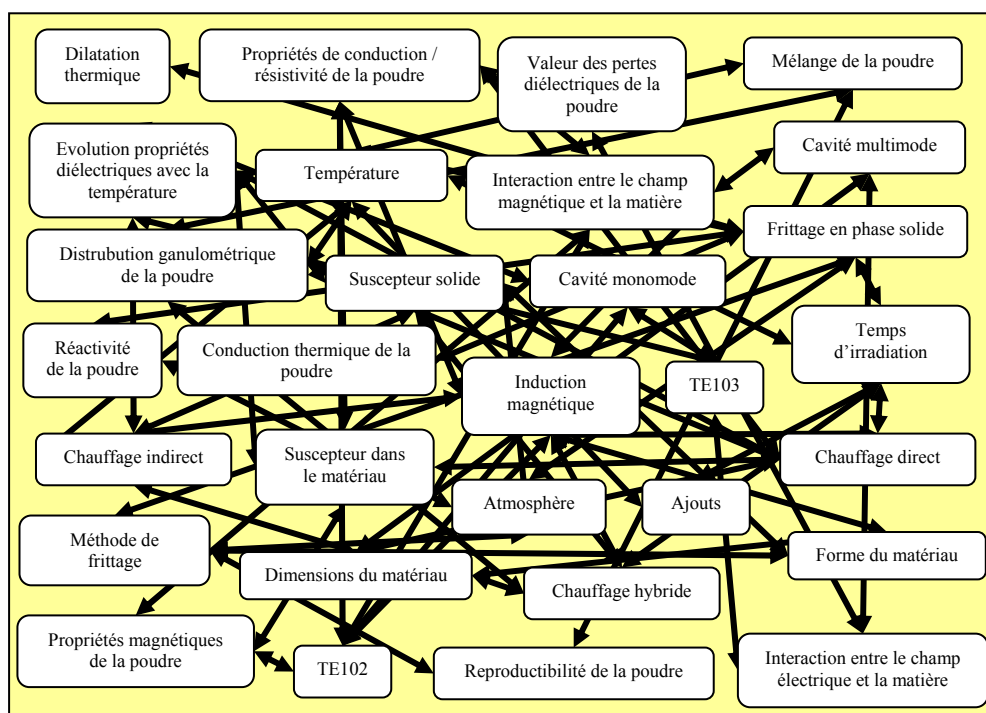 Dilatation
thermique
Propriétés de conduction /
résistivité de la poudre
Valeur des pertes
diélectriques de la
poudre
Mélange de la poudre
Evolution propriétés
diélectriques avec la
température
Température
Interaction entre le champ
magnétique et la matière
Cavité multimode
Distrubution ganulométrique
de la poudre
Suscepteur solide
Cavité monomode
Frittage en phase solide
Réactivité
de la poudre
Conduction thermique de la
poudre
Induction
magnétique
TE103
Temps
d’irradiation
Chauffage indirect
Suscepteur dans
le matériau
Atmosphère
Ajouts
Chauffage direct
Méthode de
frittage
Dimensions du matériau
Chauffage hybride
Forme du matériau
Propriétés magnétiques
de la poudre
TE102
Reproductibilité de la poudre
Interaction entre le champ
électrique et la matière